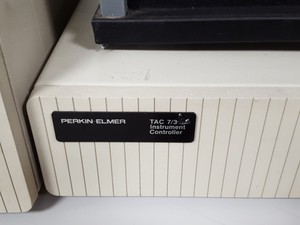 PERKIN-ELMER
TAC 7/3
Instrument
Controller